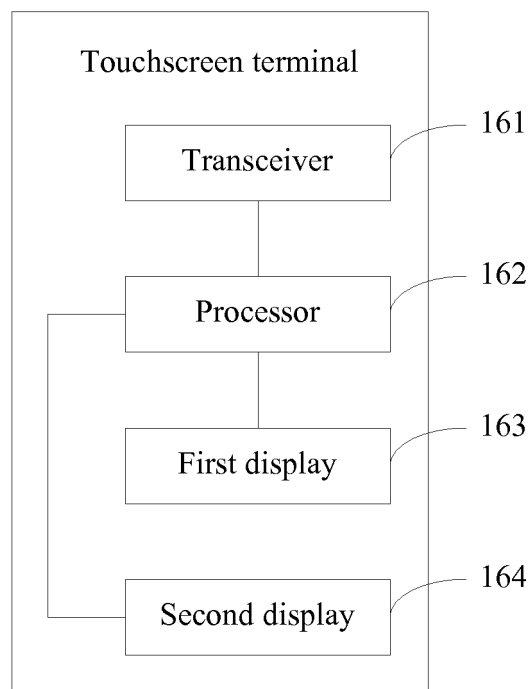 Touchscreen terminal
161
Transceiver
162
Processor
163
First display
164
Second display